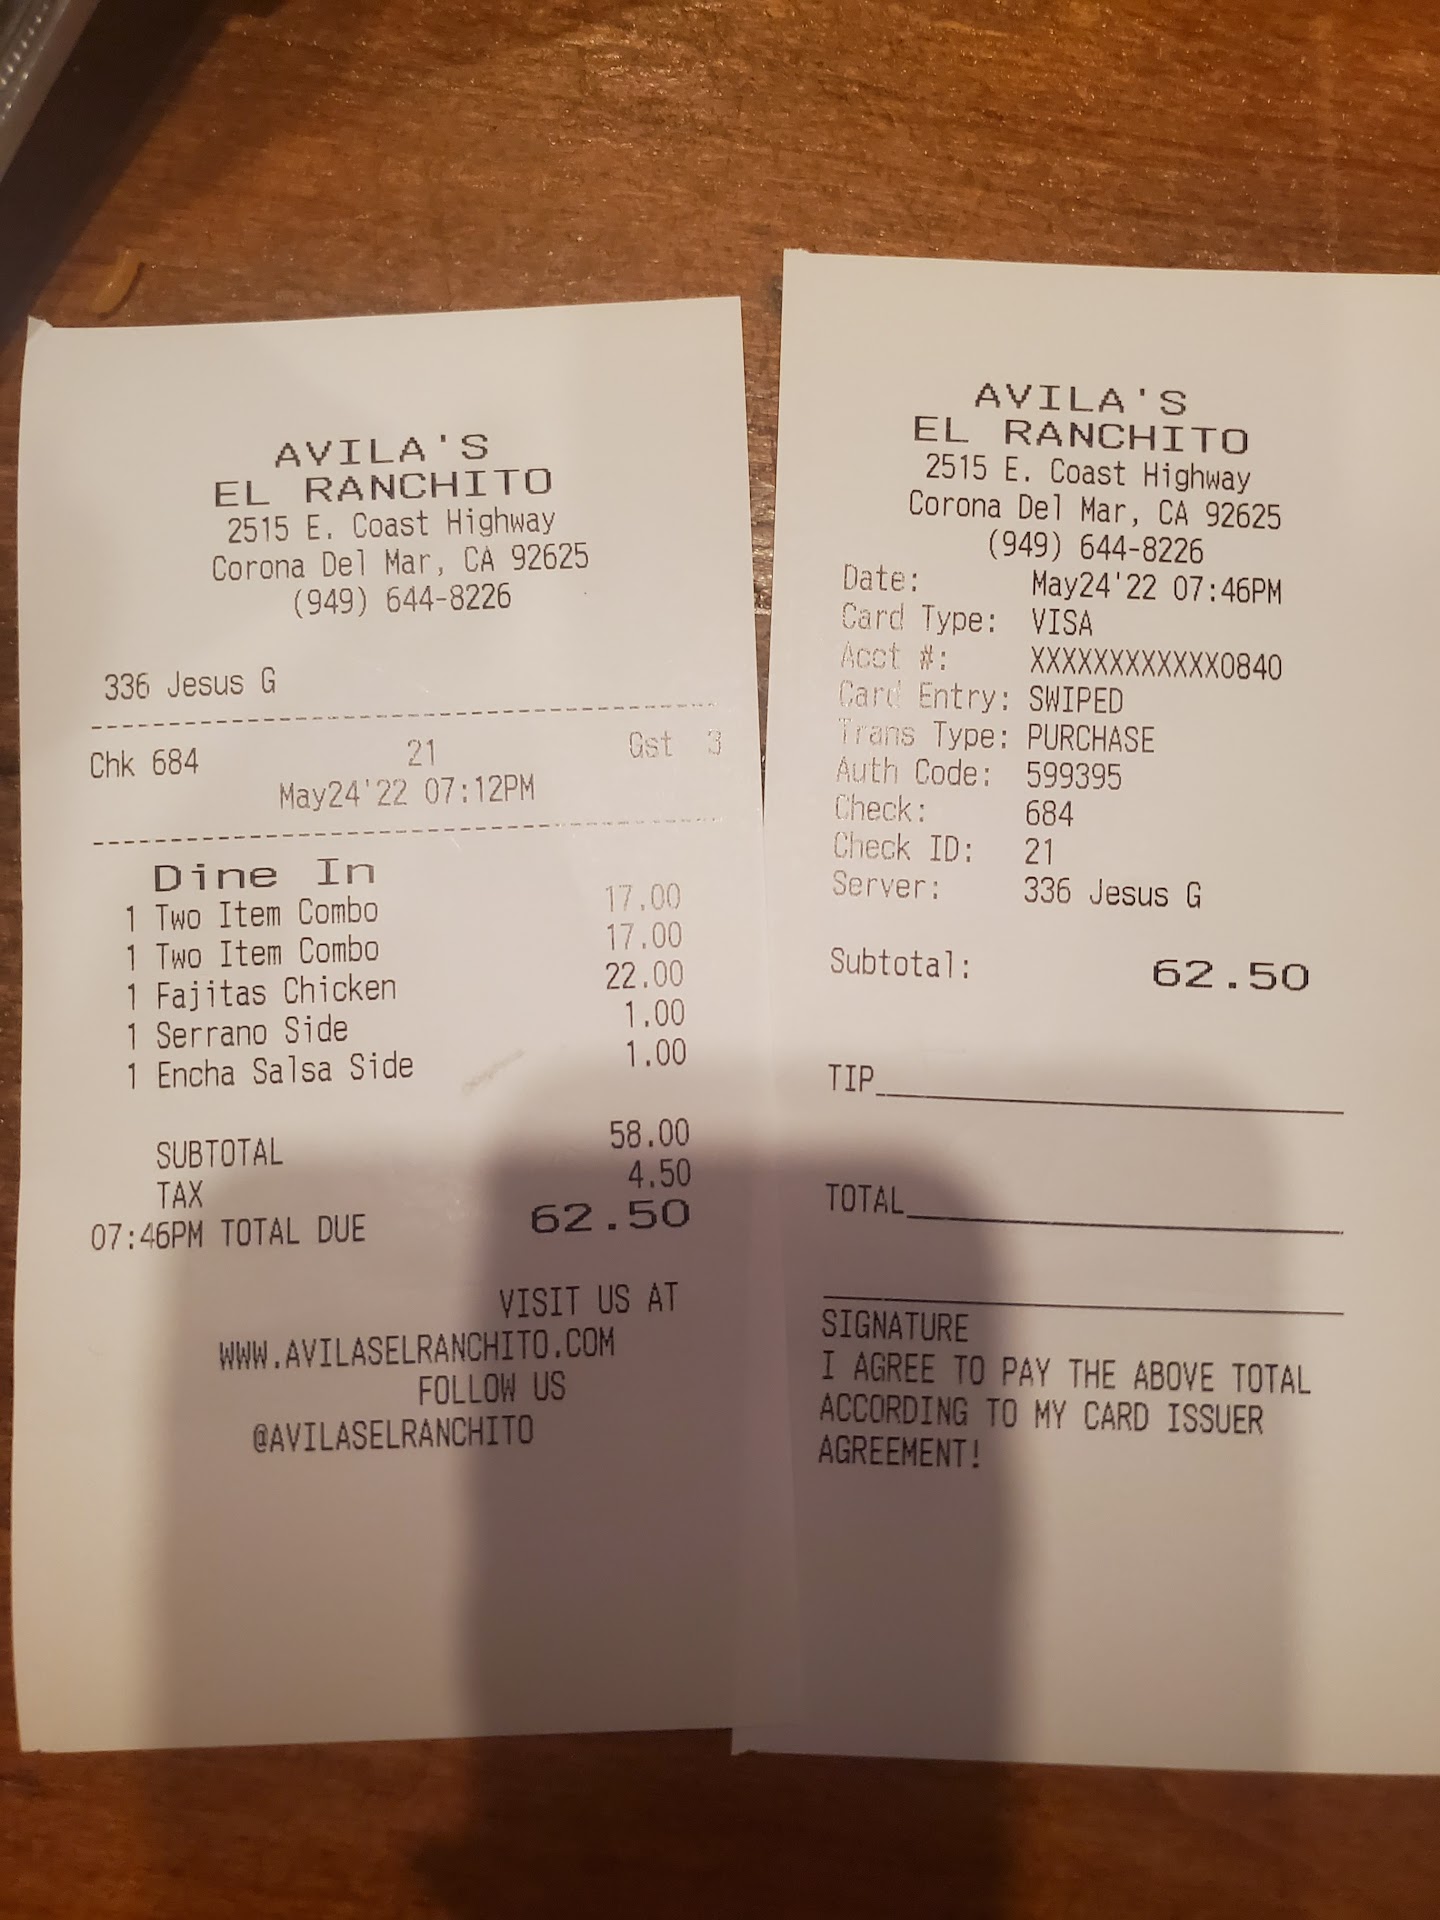 AVILA'S
EL RANCHITO
2515 E. Coast Highway
Corona Del Mar, CA 92625
(949) 644-8226
336 Jesus G
Chk 684 21 Gst 3
May24'22 07:12PM
Dine In
1 Two Item Combo 17.00
1 Two Item Combo 17.00
1 Fajitas Chicken 22.00
1 Serrano Side 1.00
1 Encha Salsa Side 1.00
SUBTOTAL 58.00
TAX 4.50
07:46PM TOTAL DUE 62.50
VISIT US AT
WWW.AVILASELRANCHITO.COM
FOLLOW US
@AVILASELRANCHITO
AVILA'S
EL RANCHITO
2515 E. Coast Highway
Corona Del Mar, CA 92625
(949) 644-8226
Date: May24'22 07:46PM
Card Type: VISA
Acct #: XXXXXXXXXXXX0840
Card Entry: SWIPED
Trans Type: PURCHASE
Auth Code: 599395
Check: 684
Check ID: 21
Server: 336 Jesus G
Subtotal: 62.50
TIP
TOTAL
SIGNATURE
I AGREE TO PAY THE ABOVE TOTAL
ACCORDING TO MY CARD ISSUER
AGREEMENT!